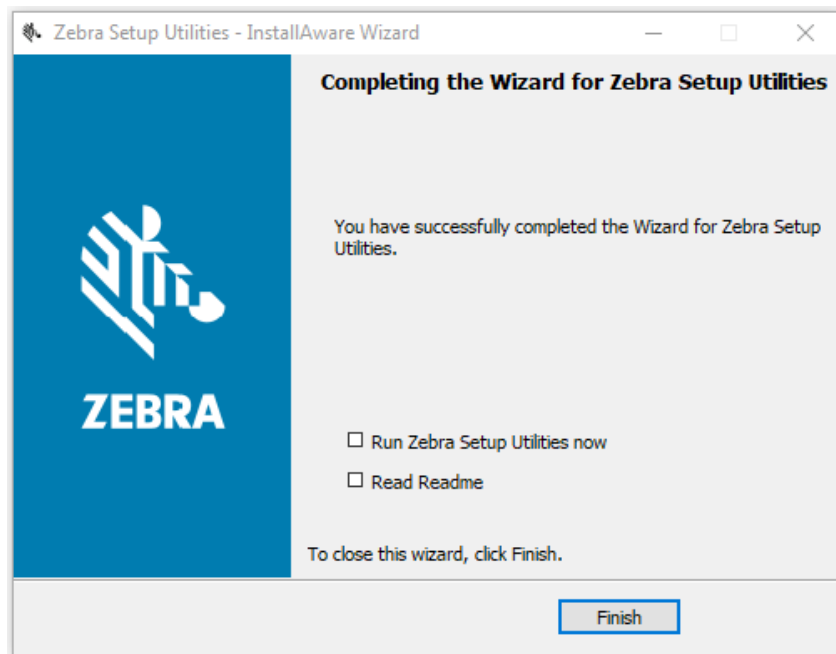 Zebra Setup Utilities - InstallAware Wizard
Completing the Wizard for Zebra Setup Utilities
You have successfully completed the Wizard for Zebra Setup
Utilities.
ZEBRA
Run Zebra Setup Utilities now
Read Readme
To close this wizard, click Finish.
Finish